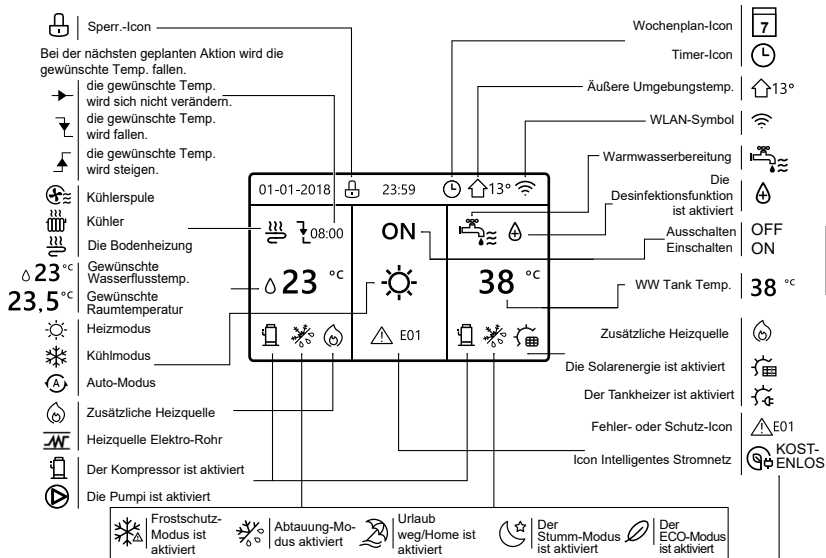 Sperr.-Icon
Bei der nächsten geplanten Aktion wird die
gewünschte Temp. fallen.
die gewünschte Temp.
wird sich nicht verändern.
die gewünschte Temp.
wird fallen.
die gewünschte Temp.
wird steigen.
Kühlerspule
Kühler
Die Bodenheizung
23 °C
Gewünschte
Wasserflusstemp.
23,5 °C
Gewünschte
Raumtemperatur
Heizmodus
Kühlmodus
A
Auto-Modus
Zusätzliche Heizquelle
Heizquelle Elektro-Rohr
Der Kompressor ist aktiviert
Die Pumpi ist aktiviert
01-01-2018
23:59
13°
08:00
ON
23 °C
38 °C
E01
Wochenplan-Icon
7
Timer-Icon
Äußere Umgebungstemp.
13°
WLAN-Symbol
Warmwasserbereitung
Die
Desinfektionsfunktion
ist aktiviert
Ausschalten OFF
Einschalten ON
WW Tank Temp. 38 °C
Zusätzliche Heizquelle
Die Solarenergie ist aktiviert
Der Tankheizer ist aktiviert
Fehler- oder Schutz-Icon
E01
Icon Intelligentes Stromnetz
KOST-
ENLOS
Frostschutz-
Modus ist
aktiviert
Abtauung-Mo-
dus aktiviert
Urlaub
weg/Home ist
aktiviert
Der
Stumm-Modus
ist aktiviert
Der
ECO-Modus
ist aktiviert